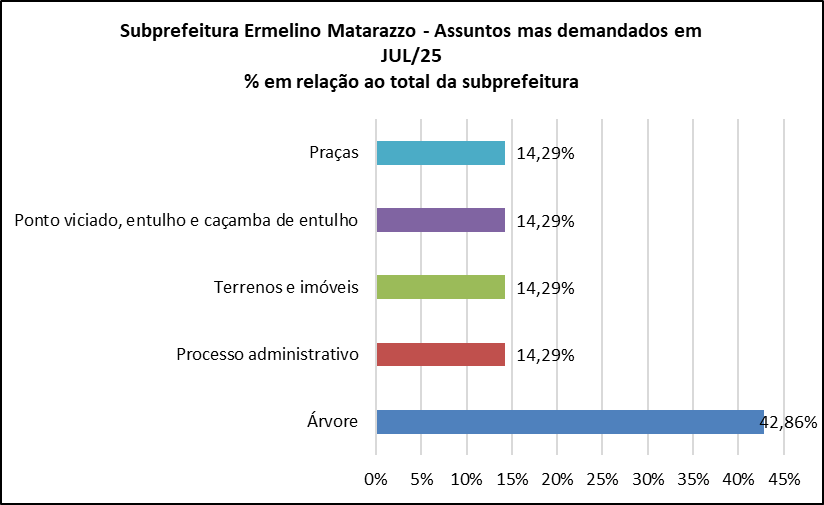 Subprefeitura Ermelino Matarazzo - Assuntos mas demandados em
JUL/25
% em relação ao total da subprefeitura
Praças 14,29%
Ponto viciado, entulho e caçamba de entulho 14,29%
Terrenos e imóveis 14,29%
Processo administrativo 14,29%
Árvore 42,86%
0% 5% 10% 15% 20% 25% 30% 35% 40% 45%